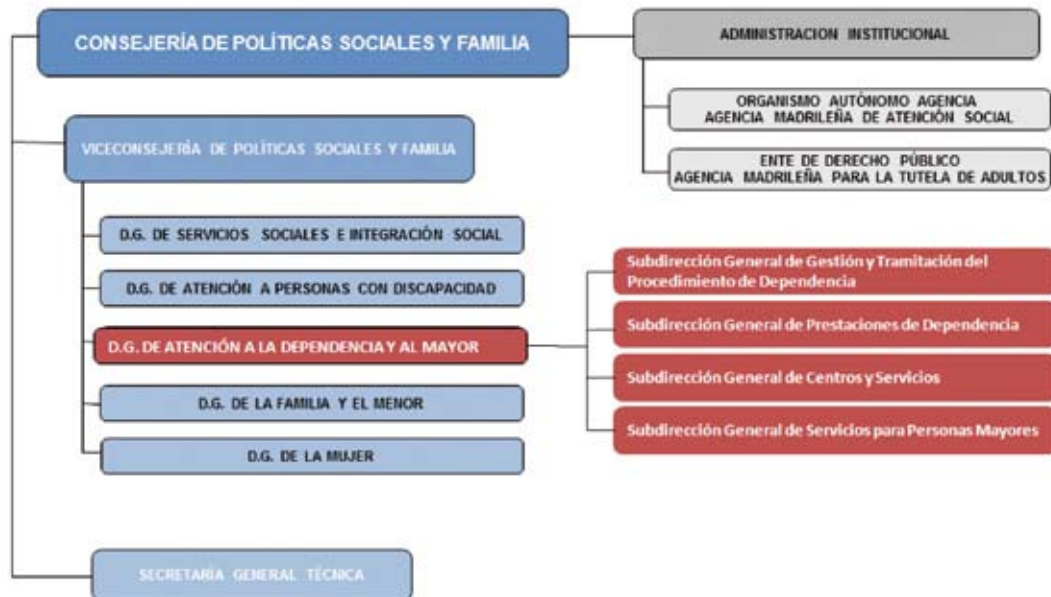 CONSEJERÍA DE POLÍTICAS SOCIALES Y FAMILIA
ADMINISTRACION INSTITUCIONAL
ORGANISMO AUTÓNOMO AGENCIA
AGENCIA MADRILEÑA DE ATENCIÓN SOCIAL
ENTE DE DERECHO PÚBLICO
AGENCIA MADRILEÑA PARA LA TUTELA DE ADULTOS
VICECONSEJERÍA DE POLÍTICAS SOCIALES Y FAMILIA
D.G. DE SERVICIOS SOCIALES E INTEGRACIÓN SOCIAL
D.G. DE ATENCIÓN A PERSONAS CON DISCAPACIDAD
D.G. DE ATENCIÓN A LA DEPENDENCIA Y AL MAYOR
D.G. DE LA FAMILIA Y EL MENOR
D.G. DE LA MUJER
Subdirección General de Gestión y Tramitación del
Procedimiento de Dependencia
Subdirección General de Prestaciones de Dependencia
Subdirección General de Centros y Servicios
Subdirección General de Servicios para Personas Mayores
SECRETARÍA GENERAL TÉCNICA